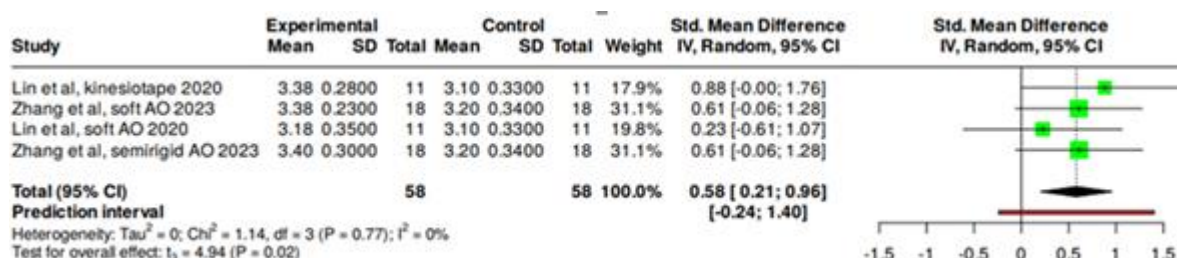 Experimental Control Std. Mean Difference Std. Mean Difference
Study Mean SD Total Mean SD Total Weight IV, Random, 95% CI IV, Random, 95% CI
Lin et al, kinesiotape 2020 3.38 0.2800 11 3.10 0.3300 11 17.9% 0.88 [-0.00; 1.76]
Zhang et al, soft AO 2023 3.38 0.2300 18 3.20 0.3400 18 31.1% 0.61 [-0.06; 1.28]
Lin et al, soft AO 2020 3.18 0.3500 11 3.10 0.3300 11 19.8% 0.23 [-0.61; 1.07]
Zhang et al, semirigid AO 2023 3.40 0.3000 18 3.20 0.3400 18 31.1% 0.61 [-0.06; 1.28]
Total (95% CI) 58 58 100.0% 0.58 [ 0.21; 0.96]
Prediction interval [-0.24; 1.40]
Heterogeneity: Tau² = 0; Chi² = 1.14, df = 3 (P = 0.77); I² = 0%
Test for overall effect: t₃ = 4.94 (P = 0.02)
-1.5 -1 -0.5 0 0.5 1 1.5